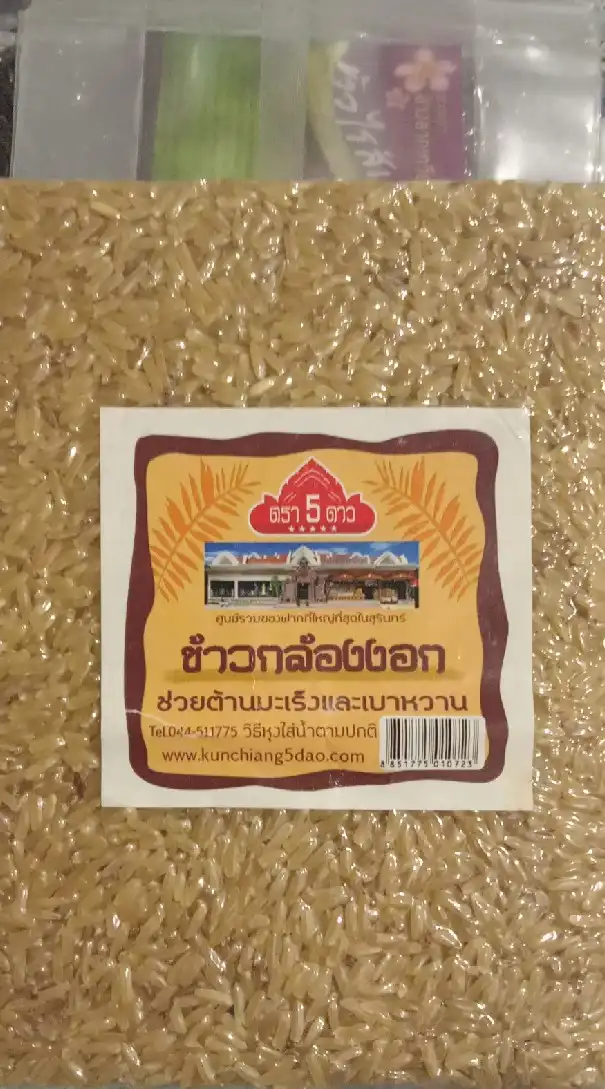 ตรา 5 ดาว
ศูนย์รวมของฝากที่ใหญ่ที่สุดในสุรินทร์
ข้าวกล้องงอก
ช่วยต้านมะเร็งและเบาหวาน
Tel.044-511775 วิธีหุงใส่น้ำตามปกติ
www.kunchiang5dao.com
8 851775 010723